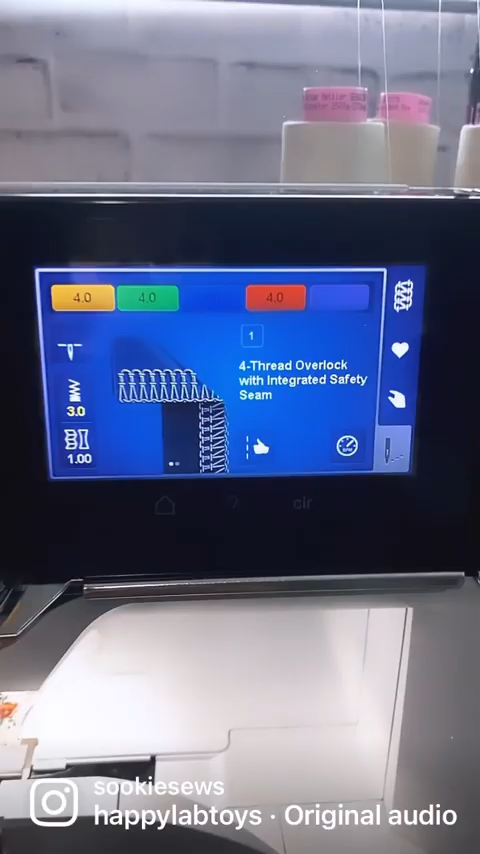 4.0
4.0
4.0
1
4-Thread Overlock
with Integrated Safety
Seam
3.0
1.00
?
clr
sookiesews
happylabtoys · Original audio